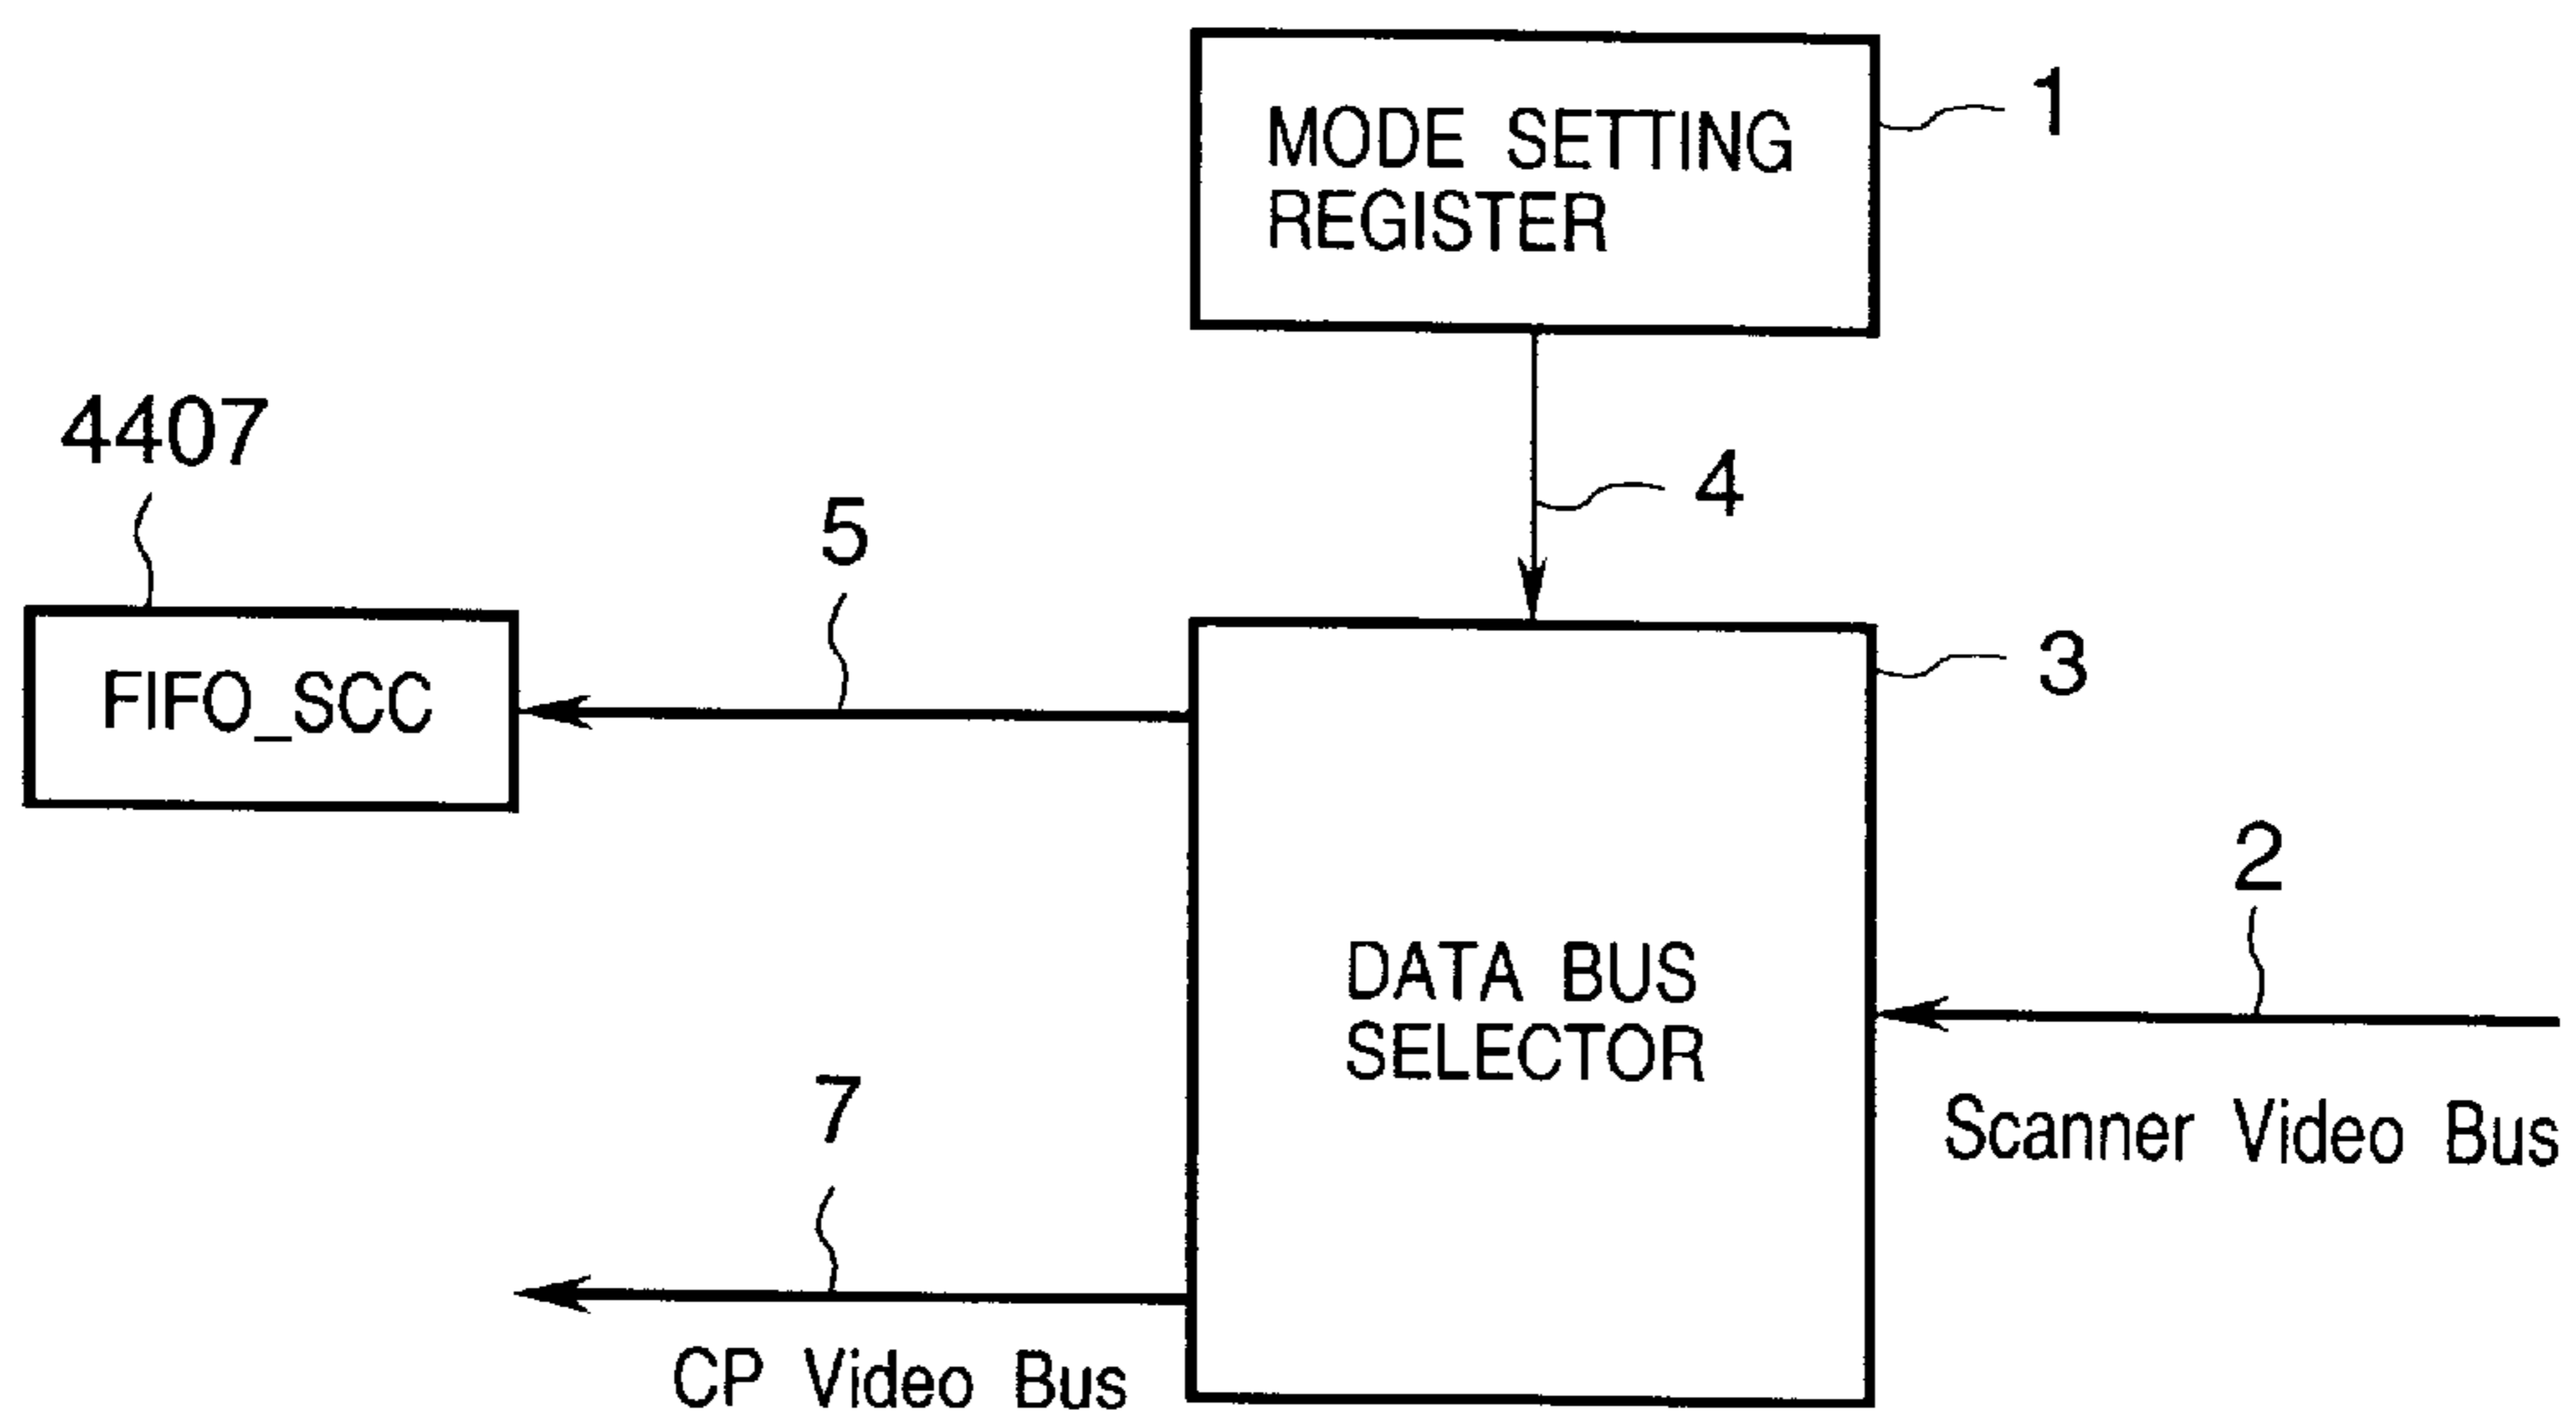 MODE SETTING
REGISTER
1
4
4407
5
FIFO_SCC
3
2
DATA BUS
SELECTOR
Scanner Video Bus
7
CP Video Bus